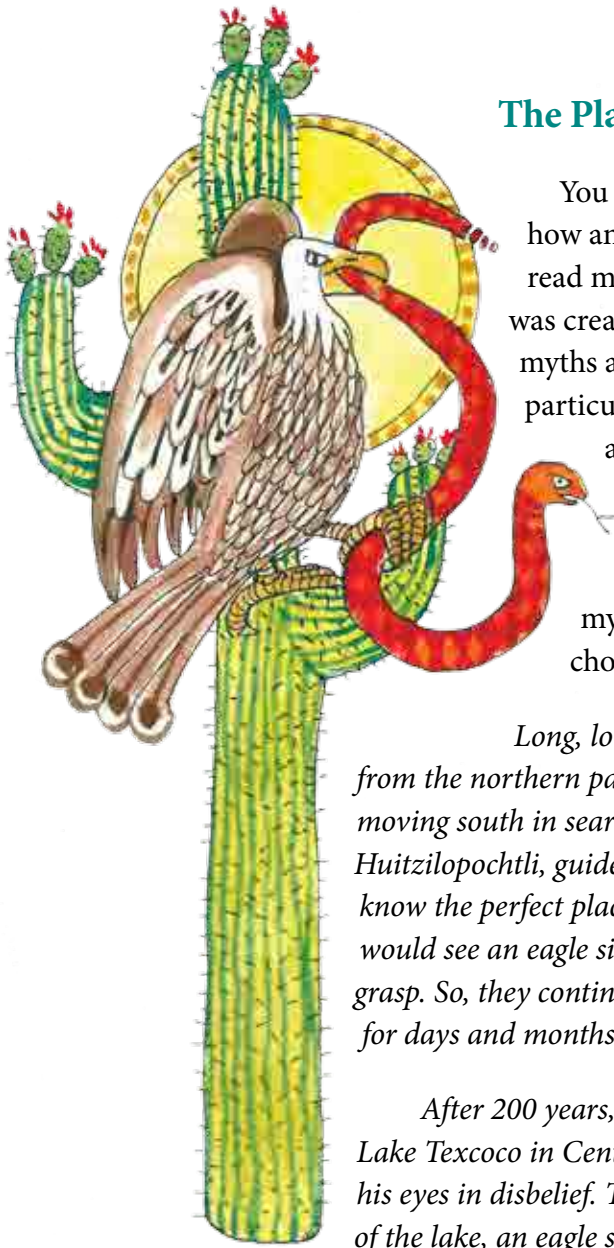 The Pla
You
how an
read m
was crea
myths a
particu
a
my
cho
Long, lo
from the northern pa
moving south in sear
Huitzilopochtli, guide
know the perfect plac
would see an eagle si
grasp. So, they contin
for days and months
After 200 years,
Lake Texcoco in Cen
his eyes in disbelief. T
of the lake, an eagle s